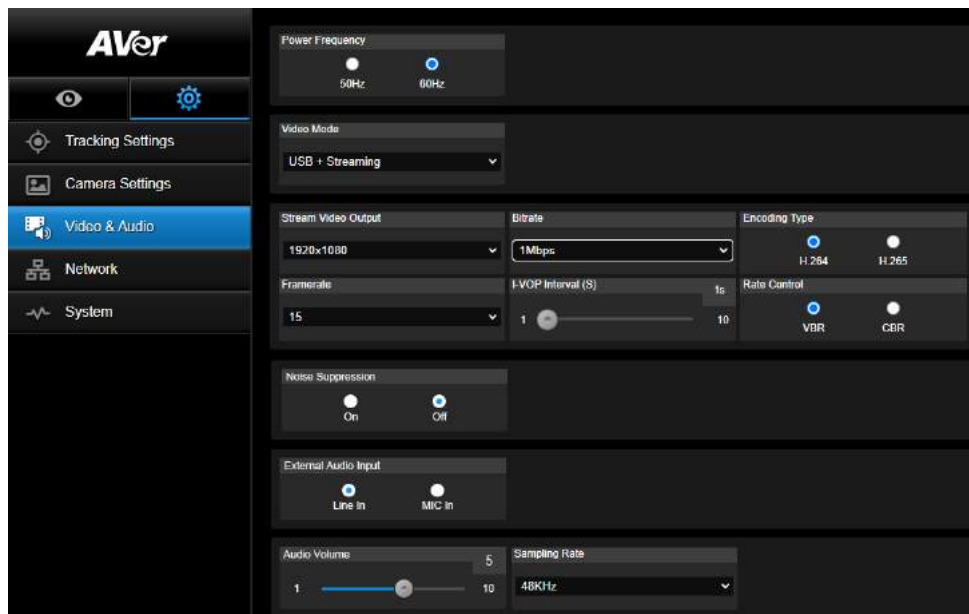 AVer
Tracking Settings
Camera Settings
Video & Audio
Network
System
Power Frequency
50Hz
60Hz
Video Mode
USB + Streaming
Stream Video Output
Bitrate
Encoding Type
1920x1080
1Mbps
H.264
H.265
Framerate
I-VOP Interval (S)
1s
Rate Control
15
1
10
VBR
CBR
Noise Suppression
On
Off
External Audio Input
Line In
MIC In
Audio Volume
5
Sampling Rate
1
10
48KHz